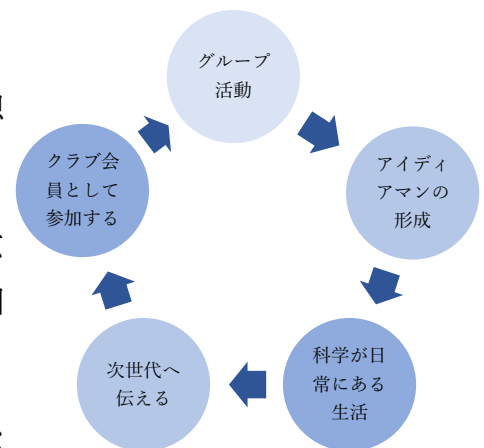 グループ
活動
アイディ
アマンの
形成
科学が日
常にある
生活
次世代へ
伝える
クラブ会
員として
参加する